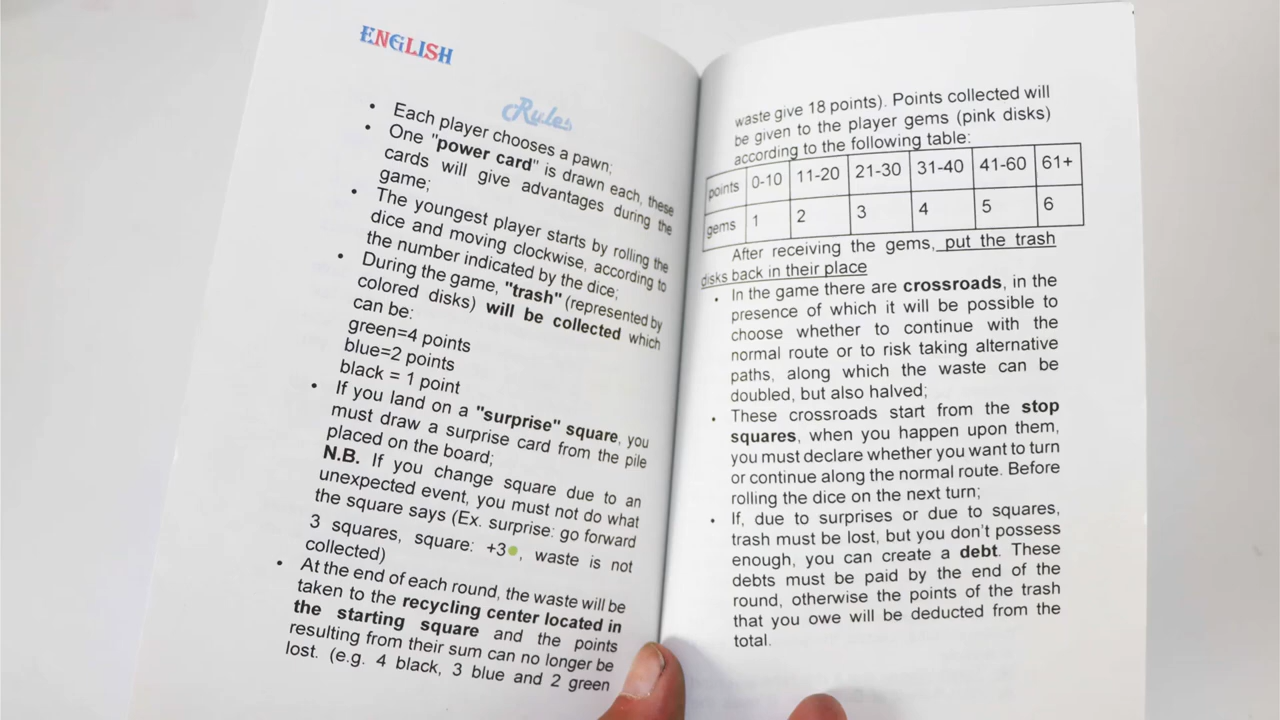 ENGLISH
Rules
• Each player chooses a pawn;
• One "power card" is drawn each, these
cards will give advantages during the
game;
• The youngest player starts by rolling the
dice and moving clockwise, according to
the number indicated by the dice;
• During the game, "trash" (represented by
colored disks) will be collected which
can be:
green=4 points
blue=2 points
black = 1 point
• If you land on a "surprise" square, you
must draw a surprise card from the pile
placed on the board;
N.B. If you change square due to an
unexpected event, you must not do what
the square says (Ex. surprise: go forward
3 squares, square: +3●, waste is not
collected)
• At the end of each round, the waste will be
taken to the recycling center located in
the starting square and the points
resulting from their sum can no longer be
lost. (e.g. 4 black, 3 blue and 2 green
waste give 18 points). Points collected will
be given to the player gems (pink disks)
according to the following table:
points 0-10 11-20 21-30 31-40 41-60 61+
gems 1 2 3 4 5 6
After receiving the gems, put the trash
disks back in their place
• In the game there are crossroads, in the
presence of which it will be possible to
choose whether to continue with the
normal route or to risk taking alternative
paths, along which the waste can be
doubled, but also halved;
• These crossroads start from the stop
squares, when you happen upon them,
you must declare whether you want to turn
or continue along the normal route. Before
rolling the dice on the next turn;
• If, due to surprises or due to squares,
trash must be lost, but you don't possess
enough, you can create a debt. These
debts must be paid by the end of the
round, otherwise the points of the trash
that you owe will be deducted from the
total.